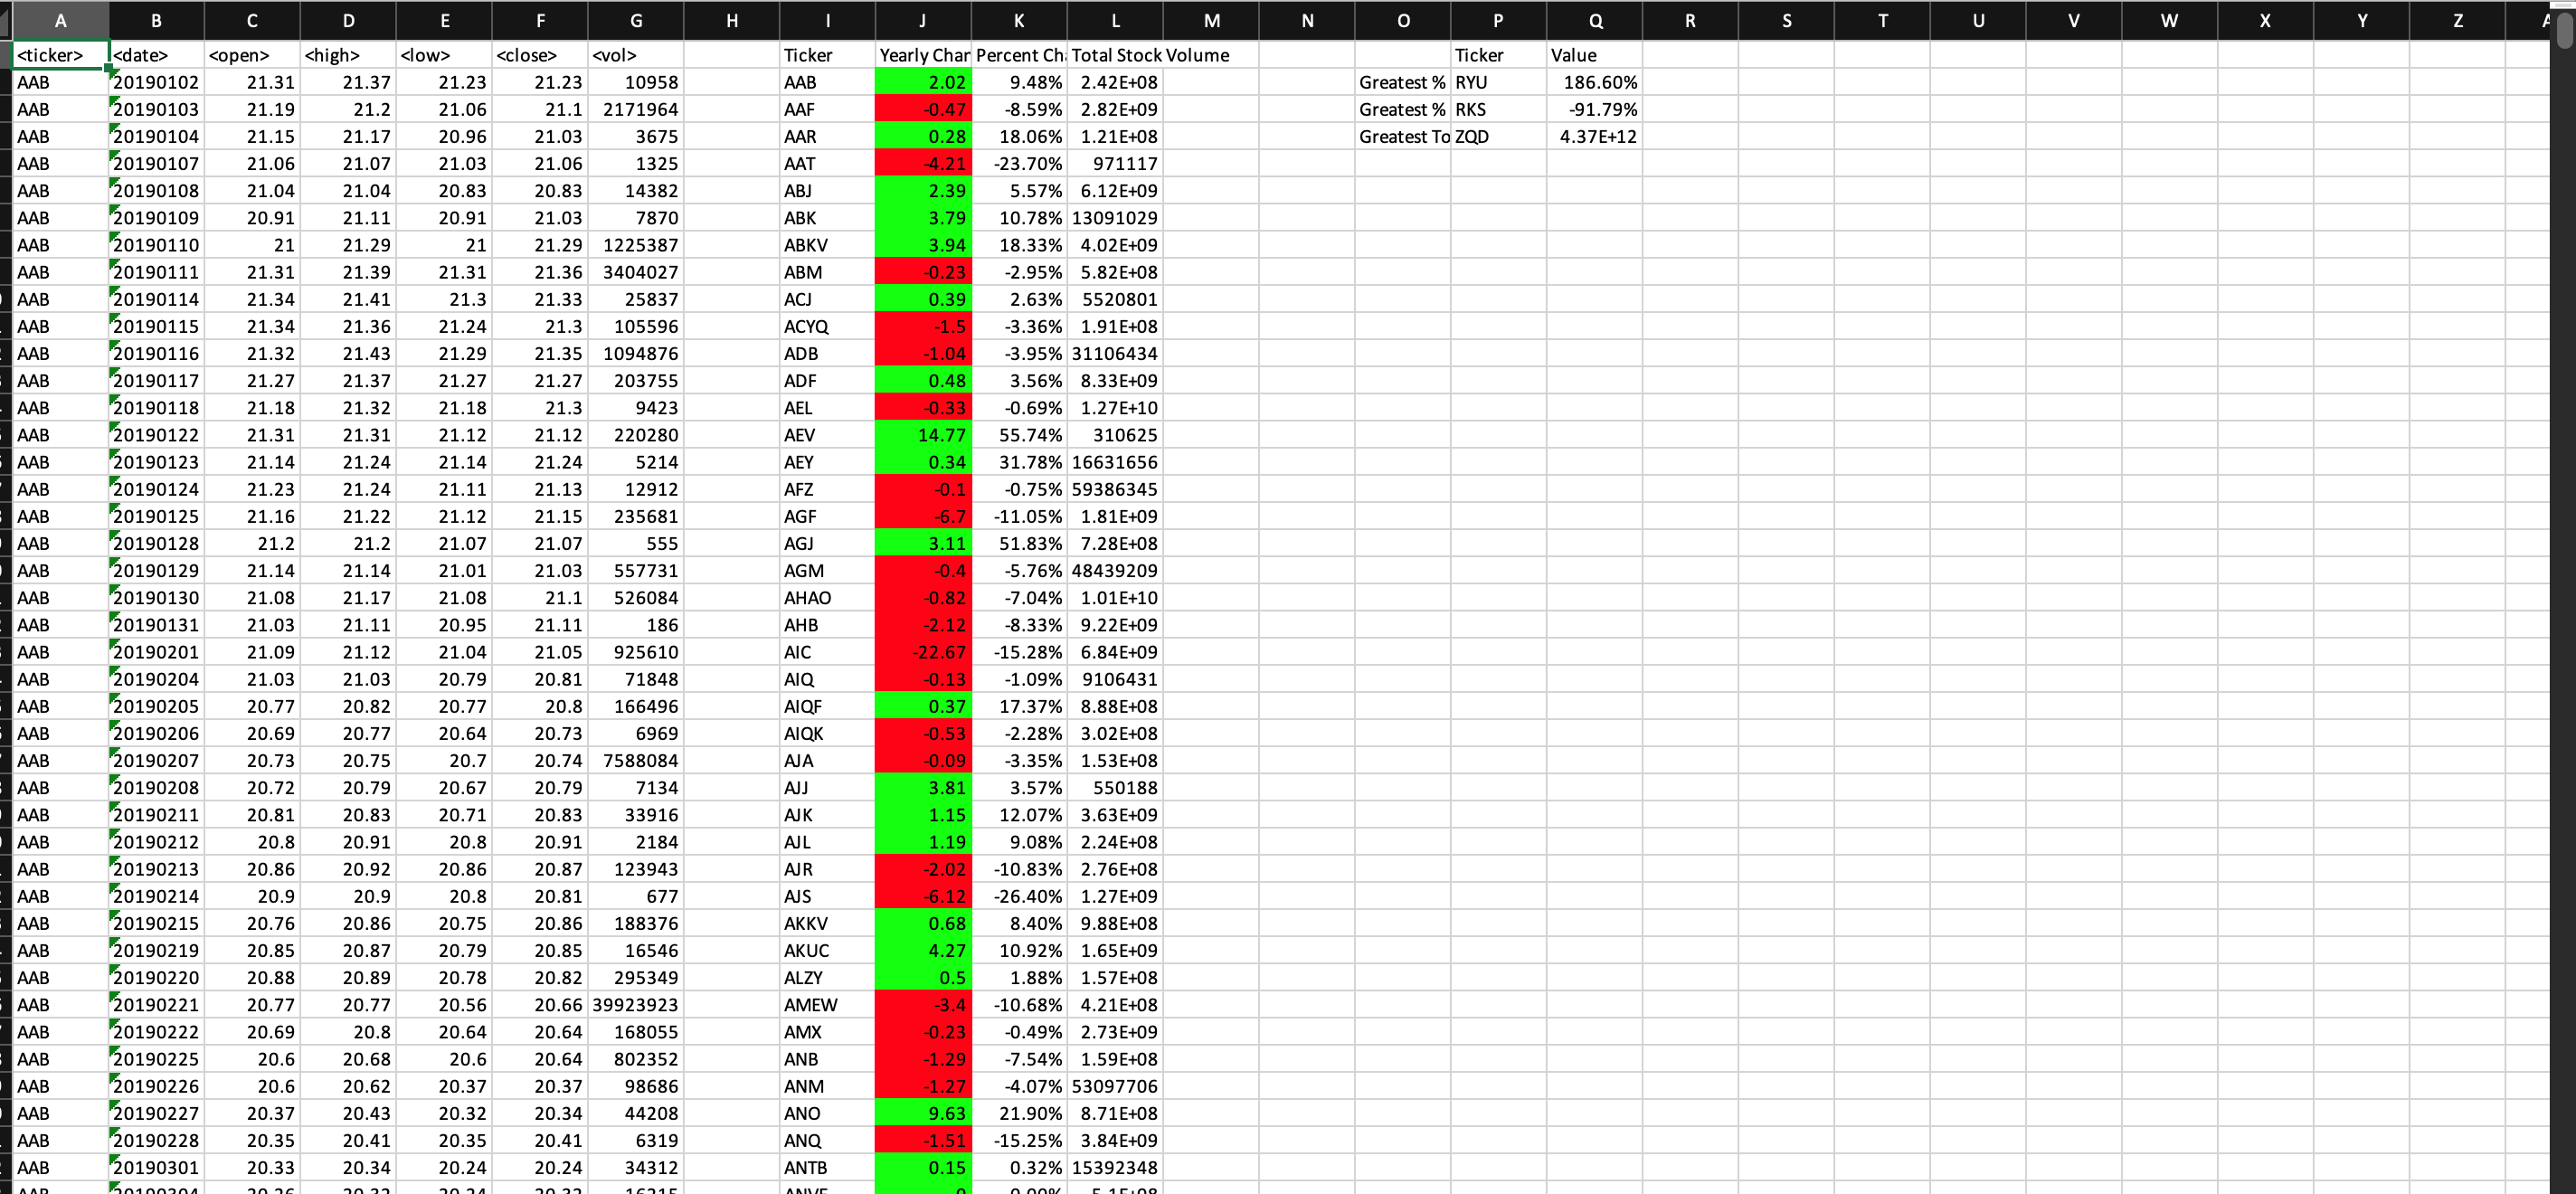 A B C D E F G H I J K L M N O P Q R S T U V W X Y Z
<ticker> <date> <open> <high> <low> <close> <vol> Ticker Yearly Char Percent Ch Total Stock Volume Ticker Value
AAB 20190102 21.31 21.37 21.23 21.23 10958 AAB 2.02 9.48% 2.42E+08 Greatest % RYU 186.60%
AAB 20190103 21.19 21.2 21.06 21.1 2171964 AAF -0.47 -8.59% 2.82E+09 Greatest % RKS -91.79%
AAB 20190104 21.15 21.17 20.96 21.03 3675 AAR 0.28 18.06% 1.21E+08 Greatest To ZQD 4.37E+12
AAB 20190107 21.06 21.07 21.03 21.06 1325 AAT -4.21 -23.70% 971117
AAB 20190108 21.04 21.04 20.83 20.83 14382 ABJ 2.39 5.57% 6.12E+09
AAB 20190109 20.91 21.11 20.91 21.03 7870 ABK 3.79 10.78% 13091029
AAB 20190110 21 21.29 21 21.29 1225387 ABKV 3.94 18.33% 4.02E+09
AAB 20190111 21.31 21.39 21.31 21.36 3404027 ABM -0.23 -2.95% 5.82E+08
AAB 20190114 21.34 21.41 21.3 21.33 25837 ACJ 0.39 2.63% 5520801
AAB 20190115 21.34 21.36 21.24 21.3 105596 ACYQ -1.5 -3.36% 1.91E+08
AAB 20190116 21.32 21.43 21.29 21.35 1094876 ADB -1.04 -3.95% 31106434
AAB 20190117 21.27 21.37 21.27 21.27 203755 ADF 0.48 3.56% 8.33E+09
AAB 20190118 21.18 21.32 21.18 21.3 9423 AEL -0.33 -0.69% 1.27E+10
AAB 20190122 21.31 21.31 21.12 21.12 220280 AEV 14.77 55.74% 310625
AAB 20190123 21.14 21.24 21.14 21.24 5214 AEY 0.34 31.78% 16631656
AAB 20190124 21.23 21.24 21.11 21.13 12912 AFZ -0.1 -0.75% 59386345
AAB 20190125 21.16 21.22 21.12 21.15 235681 AGF -6.7 -11.05% 1.81E+09
AAB 20190128 21.2 21.2 21.07 21.07 555 AGJ 3.11 51.83% 7.28E+08
AAB 20190129 21.14 21.14 21.01 21.03 557731 AGM -0.4 -5.76% 48439209
AAB 20190130 21.08 21.17 21.08 21.1 526084 AHAO -0.82 -7.04% 1.01E+10
AAB 20190131 21.03 21.11 20.95 21.11 186 AHB -2.12 -8.33% 9.22E+09
AAB 20190201 21.09 21.12 21.04 21.05 925610 AIC -22.67 -15.28% 6.84E+09
AAB 20190204 21.03 21.03 20.79 20.81 71848 AIQ -0.13 -1.09% 9106431
AAB 20190205 20.77 20.82 20.77 20.8 166496 AIQF 0.37 17.37% 8.88E+08
AAB 20190206 20.69 20.77 20.64 20.73 6969 AIQK -0.53 -2.28% 3.02E+08
AAB 20190207 20.73 20.75 20.7 20.74 7588084 AJA -0.09 -3.35% 1.53E+08
AAB 20190208 20.72 20.79 20.67 20.79 7134 AJJ 3.81 3.57% 550188
AAB 20190211 20.81 20.83 20.71 20.83 33916 AJK 1.15 12.07% 3.63E+09
AAB 20190212 20.8 20.91 20.8 20.91 2184 AJL 1.19 9.08% 2.24E+08
AAB 20190213 20.86 20.92 20.86 20.87 123943 AJR -2.02 -10.83% 2.76E+08
AAB 20190214 20.9 20.9 20.8 20.81 677 AJS -6.12 -26.40% 1.27E+09
AAB 20190215 20.76 20.86 20.75 20.86 188376 AKKV 0.68 8.40% 9.88E+08
AAB 20190219 20.85 20.87 20.79 20.85 16546 AKUC 4.27 10.92% 1.65E+09
AAB 20190220 20.88 20.89 20.78 20.82 295349 ALZY 0.5 1.88% 1.57E+08
AAB 20190221 20.77 20.77 20.56 20.66 39923923 AMEW -3.4 -10.68% 4.21E+08
AAB 20190222 20.69 20.8 20.64 20.64 168055 AMX -0.23 -0.49% 2.73E+09
AAB 20190225 20.6 20.68 20.6 20.64 802352 ANB -1.29 -7.54% 1.59E+08
AAB 20190226 20.6 20.62 20.37 20.37 98686 ANM -1.27 -4.07% 53097706
AAB 20190227 20.37 20.43 20.32 20.34 44208 ANO 9.63 21.90% 8.71E+08
AAB 20190228 20.35 20.41 20.35 20.41 6319 ANQ -1.51 -15.25% 3.84E+09
AAB 20190301 20.33 20.34 20.24 20.24 34312 ANTB 0.15 0.32% 15392348